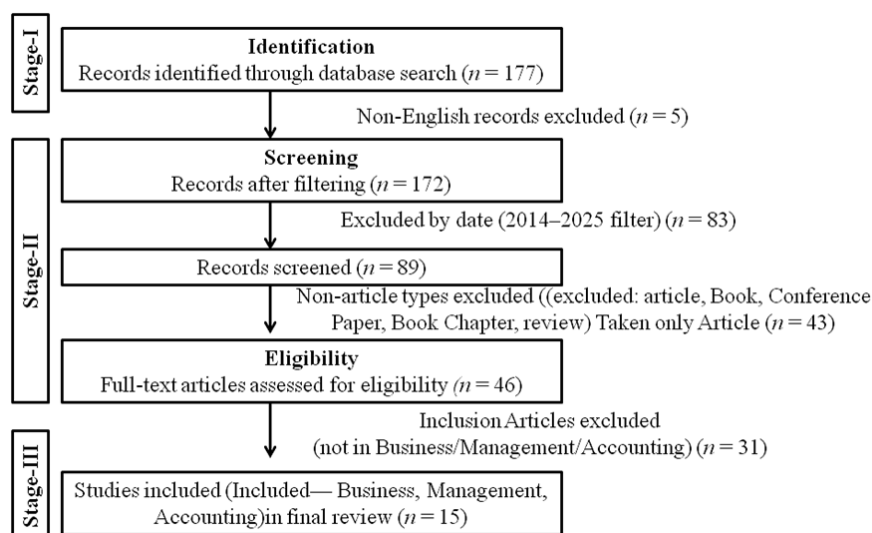 Stage-I
Identification
Records identified through database search (n = 177)
Non-English records excluded (n = 5)
Stage-II
Screening
Records after filtering (n = 172)
Excluded by date (2014–2025 filter) (n = 83)
Records screened (n = 89)
Non-article types excluded ((excluded: article, Book, Conference
Paper, Book Chapter, review) Taken only Article (n = 43)
Eligibility
Full-text articles assessed for eligibility (n = 46)
Inclusion Articles excluded
(not in Business/Management/Accounting) (n = 31)
Stage-III
Studies included (Included— Business, Management,
Accounting)in final review (n = 15)